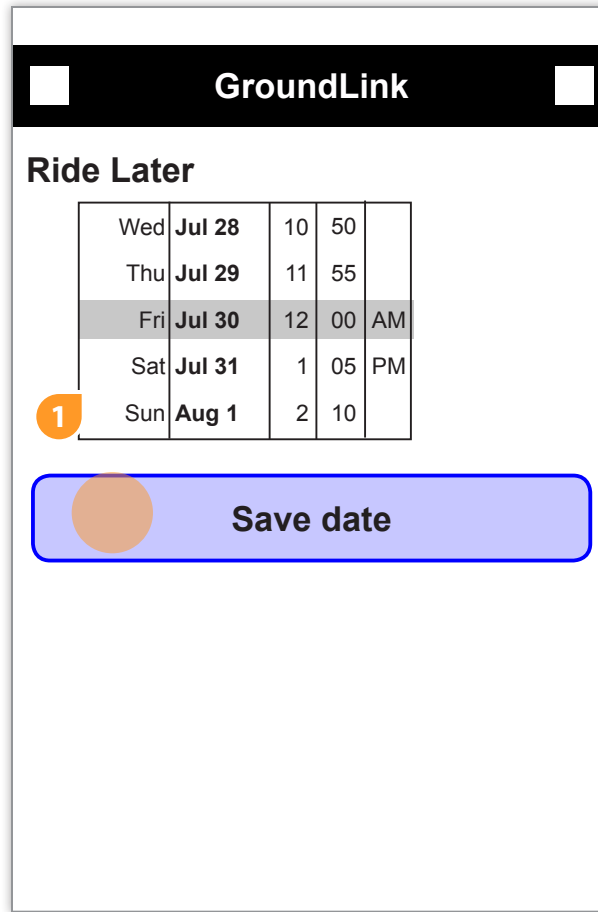 GroundLink
Ride Later
Wed Jul 28 10 50
Thu Jul 29 11 55
Fri Jul 30 12 00 AM
Sat Jul 31 1 05 PM
1 Sun Aug 1 2 10
Save date